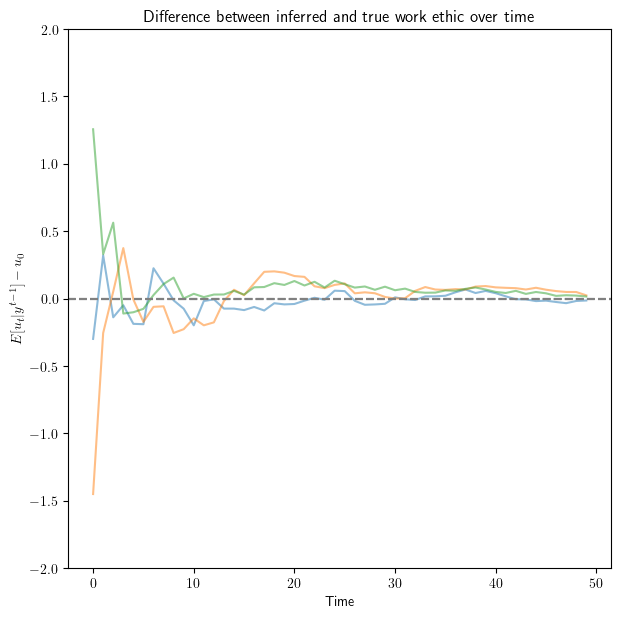 Difference between inferred and true work ethic over time
E[u_t|y^{t−1}] − u_0
2.0
1.5
1.0
0.5
0.0
−0.5
−1.0
−1.5
−2.0
0 10 20 30 40 50
Time